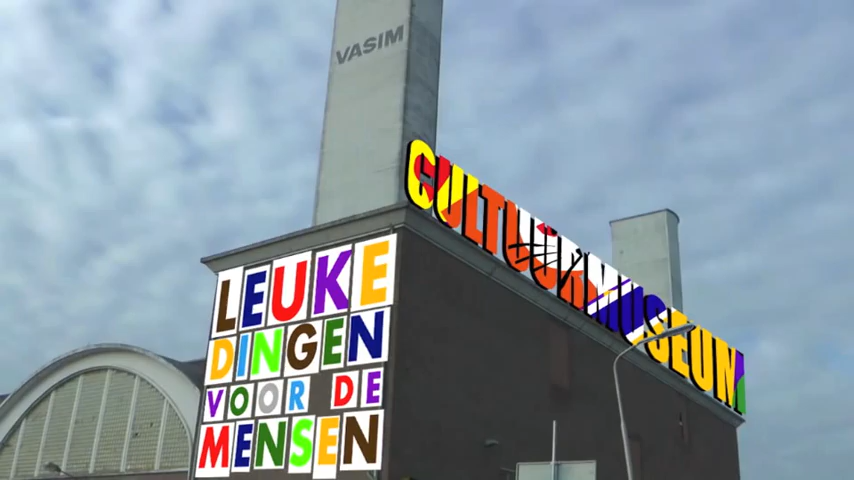 VASIM
CULTUURMUSEUM
LEUKE
DINGEN
VOOR DE
MENSEN